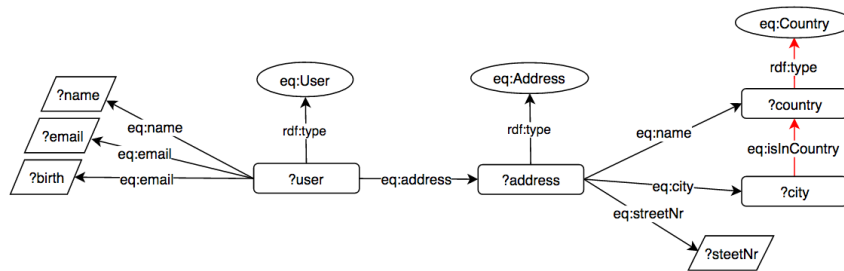 eq:Country
eq:User
eq:Address
rdf:type
?name
?country
eq:name
rdf:type
rdf:type
eq:name
?email
eq:email
eq:isInCountry
?birth
eq:email
?user
eq:address
?address
eq:city
?city
eq:streetNr
?steetNr